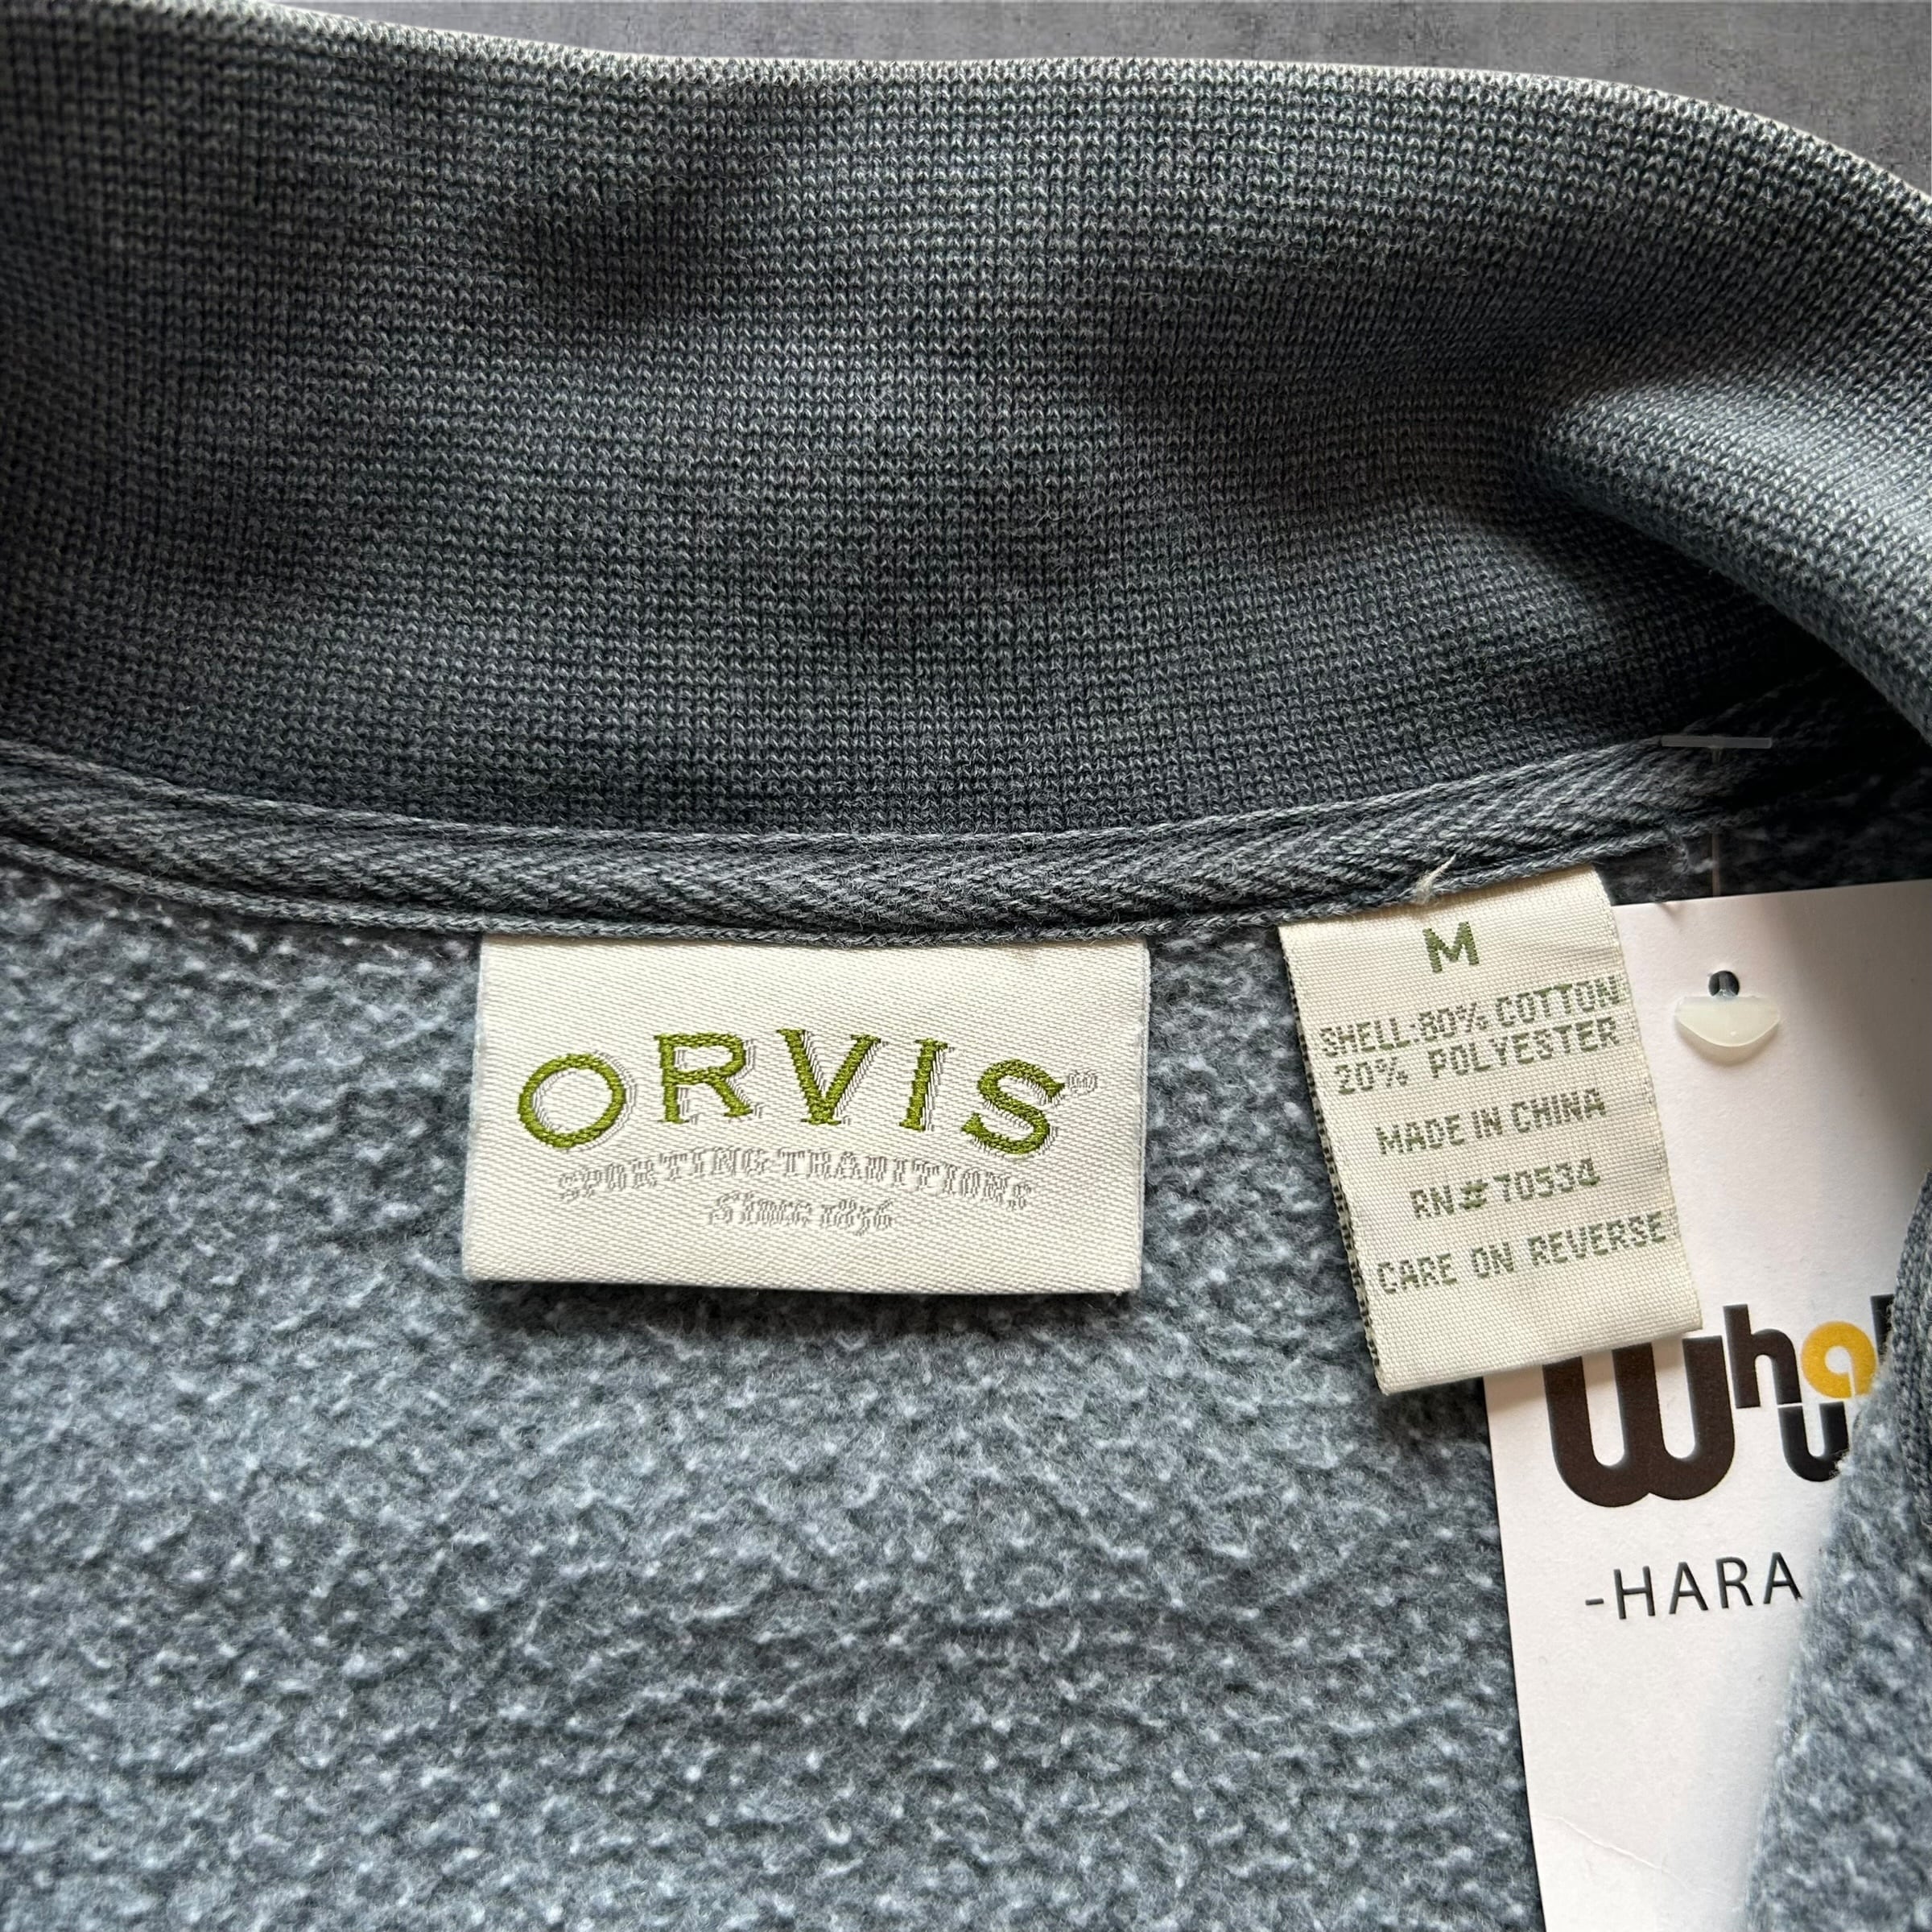 ORVIS®
SPORTING TRADITIONS
Since 1856
M
SHELL:80% COTTON
20% POLYESTER
MADE IN CHINA
RN#70534
CARE ON REVERSE
-HARA